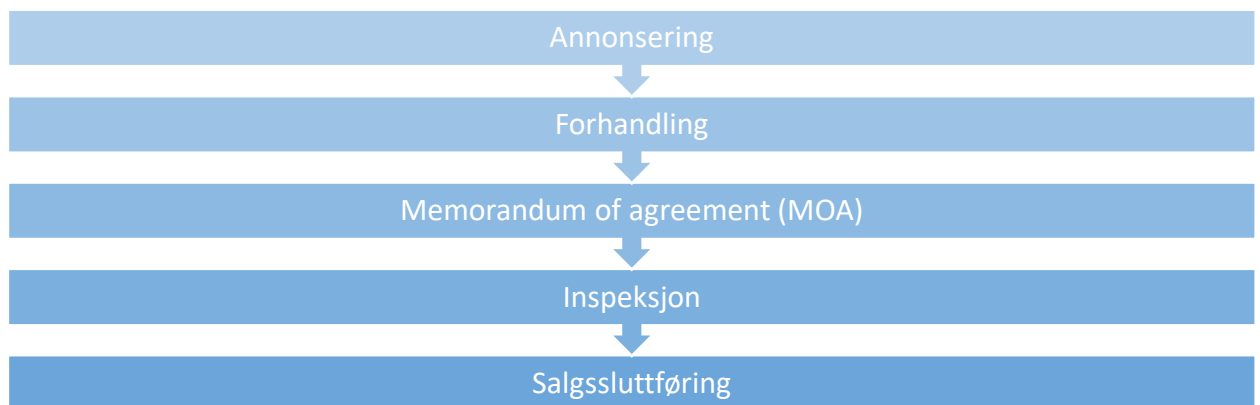 Annonsering
Forhandling
Memorandum of agreement (MOA)
Inspeksjon
Salgssluttføring